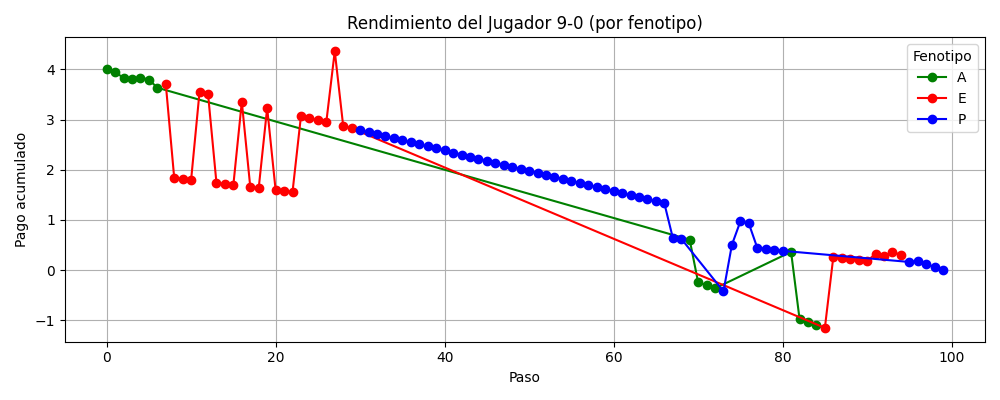 Rendimiento del Jugador 9-0 (por fenotipo)
Pago acumulado
4
3
2
1
0
−1
Fenotipo
A
E
P
0 20 40 60 80 100
Paso